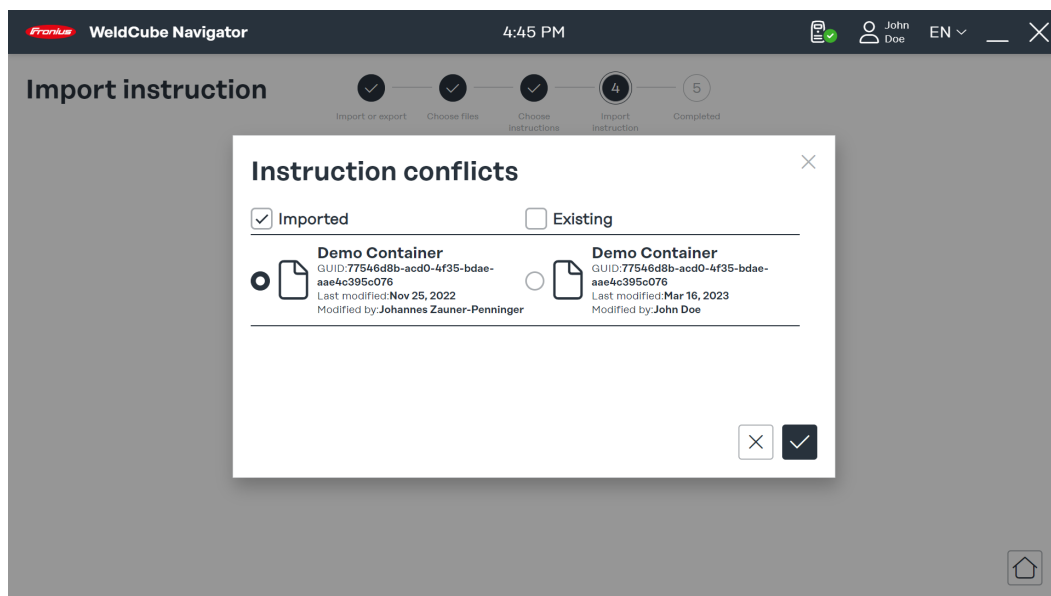 Fronius WeldCube Navigator 4:45 PM John Doe EN
Import instruction
4 5
Import or export Choose files Choose instructions Import instruction Completed
Instruction conflicts
Imported Existing
Demo Container
GUID:77546d8b-acd0-4f35-bdae-
aae4c395c076
Last modified:Nov 25, 2022
Modified by:Johannes Zauner-Penninger
Demo Container
GUID:77546d8b-acd0-4f35-bdae-
aae4c395c076
Last modified:Mar 16, 2023
Modified by:John Doe